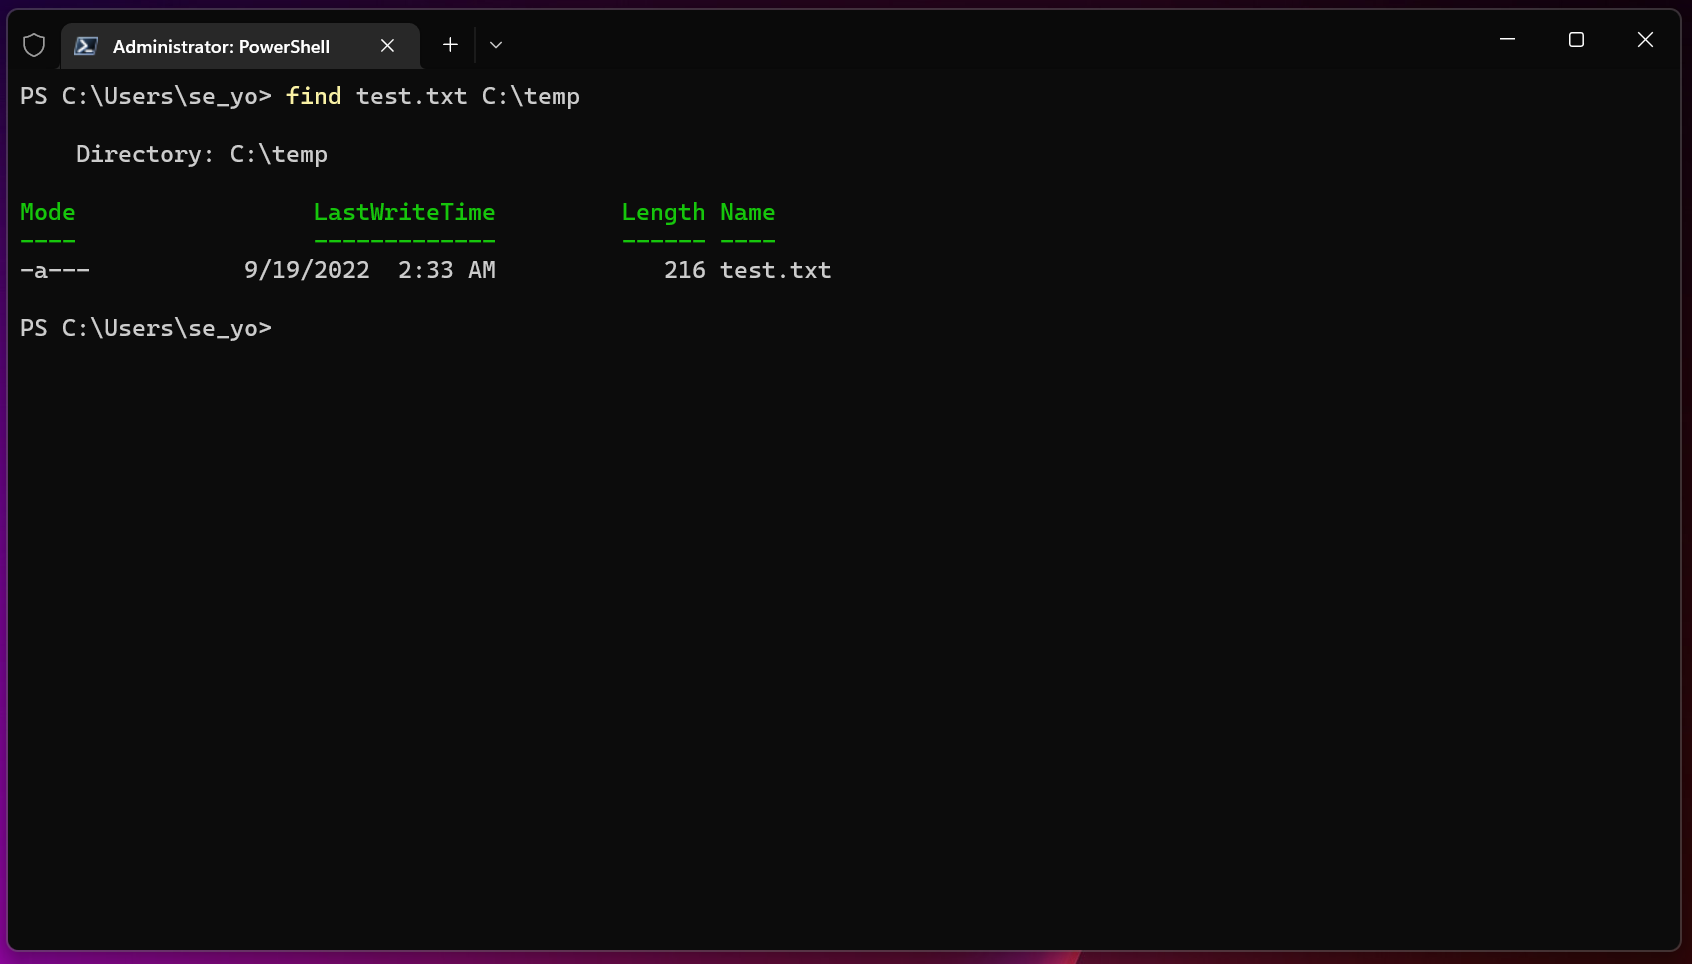 Administrator: PowerShell
PS C:\Users\se_yo> find test.txt C:\temp
Directory: C:\temp
Mode                 LastWriteTime         Length Name
----                 -------------         ------ ----
-a---           9/19/2022  2:33 AM            216 test.txt
PS C:\Users\se_yo>